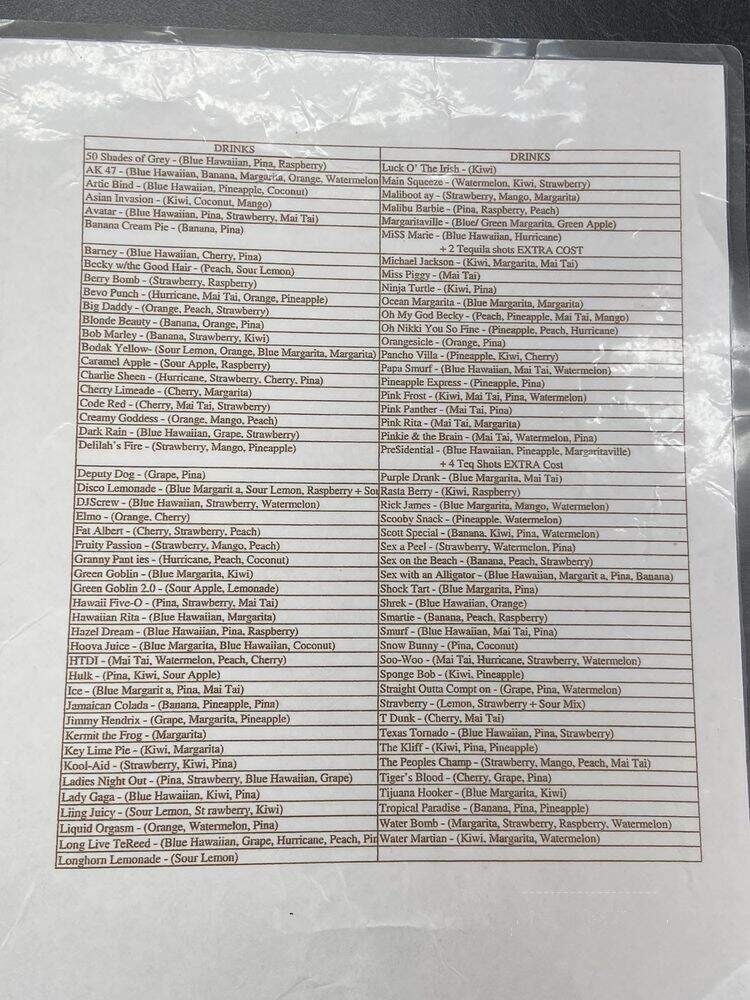 DRINKS
50 Shades of Grey - (Blue Hawaiian, Pina, Raspberry)
AK 47 - (Blue Hawaiian, Banana, Margarita, Orange, Watermelon
Artic Bind - (Blue Hawaiian, Pineapple, Coconut)
Asian Invasion - (Kiwi, Coconut, Mango)
Avatar - (Blue Hawaiian, Pina, Strawberry, Mai Tai)
Banana Cream Pie - (Banana, Pina)
Barney - (Blue Hawaiian, Cherry, Pina)
Becky w/the Good Hair - (Peach, Sour Lemon)
Berry Bomb - (Strawberry, Raspberry)
Bevo Punch - (Hurricane, Mai Tai, Orange, Pineapple)
Big Daddy - (Orange, Peach, Strawberry)
Blonde Beauty - (Banana, Orange, Pina)
Bob Marley - (Banana, Strawberry, Kiwi)
Bodak Yellow- (Sour Lemon, Orange, Blue Margarita, Margarita)
Caramel Apple - (Sour Apple, Raspberry)
Charlie Sheen - (Hurricane, Strawberry, Cherry, Pina)
Cherry Limeade - (Cherry, Margarita)
Code Red - (Cherry, Mai Tai, Strawberry)
Creamy Goddess - (Orange, Mango, Peach)
Dark Rain - (Blue Hawaiian, Grape, Strawberry)
Delilah's Fire - (Strawberry, Mango, Pineapple)
Deputy Dog - (Grape, Pina)
Disco Lemonade - (Blue Margarit a, Sour Lemon, Raspberry + Sou
DJScrew - (Blue Hawaiian, Strawberry, Watermelon)
Elmo - (Orange, Cherry)
Fat Albert - (Cherry, Strawberry, Peach)
Fruity Passion - (Strawberry, Mango, Peach)
Granny Pant ies - (Hurricane, Peach, Coconut)
Green Goblin - (Blue Margarita, Kiwi)
Green Goblin 2.0 - (Sour Apple, Lemonade)
Hawaii Five-O - (Pina, Strawberry, Mai Tai)
Hawaiian Rita - (Blue Hawaiian, Margarita)
Hazel Dream - (Blue Hawaiian, Pina, Raspberry)
Hoova Juice - (Blue Margarita, Blue Hawaiian, Coconut)
HTDI - (Mai Tai, Watermelon, Peach, Cherry)
Hulk - (Pina, Kiwi, Sour Apple)
Ice - (Blue Margarit a, Pina, Mai Tai)
Jamaican Colada - (Banana, Pineapple, Pina)
Jimmy Hendrix - (Grape, Margarita, Pineapple)
Kermit the Frog - (Margarita)
Key Lime Pie - (Kiwi, Margarita)
Kool-Aid - (Strawberry, Kiwi, Pina)
Ladies Night Out - (Pina, Strawberry, Blue Hawaiian, Grape)
Lady Gaga - (Blue Hawaiian, Kiwi, Pina)
Liing Juicy - (Sour Lemon, St rawberry, Kiwi)
Liquid Orgasm - (Orange, Watermelon, Pina)
Long Live TeReed - (Blue Hawaiian, Grape, Hurricane, Peach, Pin
Longhorn Lemonade - (Sour Lemon)
DRINKS
Luck O' The Irish - (Kiwi)
Main Squeeze - (Watermelon, Kiwi, Strawberry)
Maliboot ay - (Strawberry, Mango, Margarita)
Malibu Barbie - (Pina, Raspberry, Peach)
Margaritaville - (Blue/ Green Margarita, Green Apple)
MiSS Marie - (Blue Hawaiian, Hurricane)
+ 2 Tequila shots EXTRA COST
Michael Jackson - (Kiwi, Margarita, Mai Tai)
Miss Piggy - (Mai Tai)
Ninja Turtle - (Kiwi, Pina)
Ocean Margarita - (Blue Margarita, Margarita)
Oh My God Becky - (Peach, Pineapple, Mai Tai, Mango)
Oh Nikki You So Fine - (Pineapple, Peach, Hurricane)
Orangesicle - (Orange, Pina)
Pancho Villa - (Pineapple, Kiwi, Cherry)
Papa Smurf - (Blue Hawaiian, Mai Tai, Watermelon)
Pineapple Express - (Pineapple, Pina)
Pink Frost - (Kiwi, Mai Tai, Pina, Watermelon)
Pink Panther - (Mai Tai, Pina)
Pink Rita - (Mai Tai, Margarita)
Pinkie & the Brain - (Mai Tai, Watermelon, Pina)
PreSidential - (Blue Hawaiian, Pineapple, Margaritaville)
+ 4 Teq Shots EXTRA Cost
Purple Drank - (Blue Margarita, Mai Tai)
Rasta Berry - (Kiwi, Raspberry)
Rick James - (Blue Margarita, Mango, Watermelon)
Scooby Snack - (Pineapple, Watermelon)
Scott Special - (Banana, Kiwi, Pina, Watermelon)
Sex a Peel - (Strawberry, Watermelon, Pina)
Sex on the Beach - (Banana, Peach, Strawberry)
Sex with an Alligator - (Blue Hawaiian, Margarit a, Pina, Banana)
Shock Tart - (Blue Margarita, Pina)
Shrek - (Blue Hawaiian, Orange)
Smartie - (Banana, Peach, Raspberry)
Smurf - (Blue Hawaiian, Mai Tai, Pina)
Snow Bunny - (Pina, Coconut)
Soo-Woo - (Mai Tai, Hurricane, Strawberry, Watermelon)
Sponge Bob - (Kiwi, Pineapple)
Straight Outta Compt on - (Grape, Pina, Watermelon)
Stravberry - (Lemon, Strawberry + Sour Mix)
T Dunk - (Cherry, Mai Tai)
Texas Tornado - (Blue Hawaiian, Pina, Strawberry)
The Kliff - (Kiwi, Pina, Pineapple)
The Peoples Champ - (Strawberry, Mango, Peach, Mai Tai)
Tiger's Blood - (Cherry, Grape, Pina)
Tijuana Hooker - (Blue Margarita, Kiwi)
Tropical Paradise - (Banana, Pina, Pineapple)
Water Bomb - (Margarita, Strawberry, Raspberry, Watermelon)
Water Martian - (Kiwi, Margarita, Watermelon)